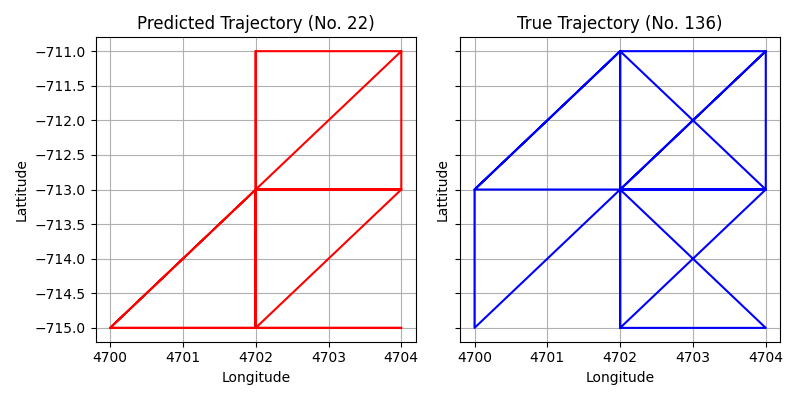 Predicted Trajectory (No. 22)
True Trajectory (No. 136)
−711.0
−711.5
−712.0
−712.5
−713.0
−713.5
−714.0
−714.5
−715.0
Lattitude
Lattitude
4700 4701 4702 4703 4704
4700 4701 4702 4703 4704
Longitude
Longitude